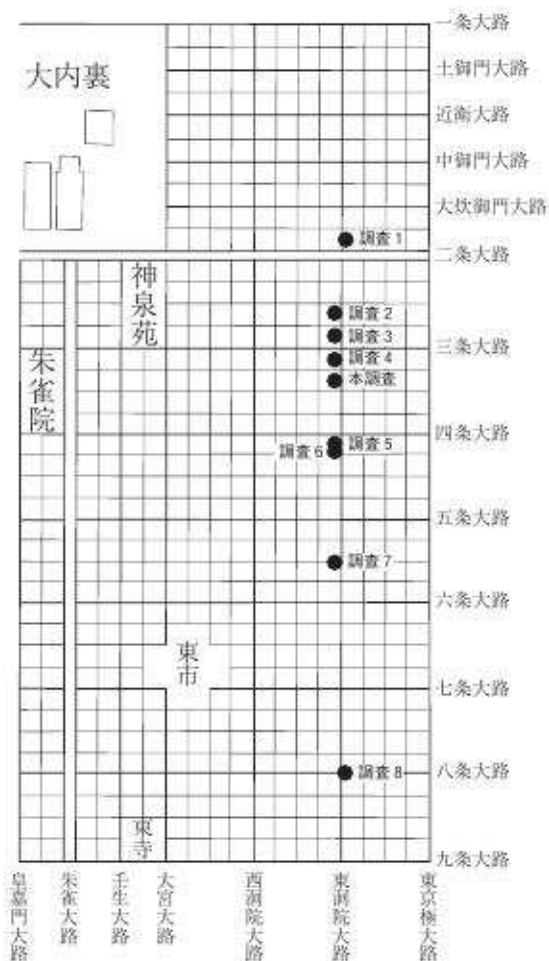 一条大路
大内裏
土御門大路
近衛大路
中御門大路
大炊御門大路
調査1
二条大路
神泉苑
調査2
調査3
三条大路
朱雀院
調査4
本調査
四条大路
調査5
調査6
五条大路
調査7
六条大路
東市
七条大路
調査8
八条大路
東寺
九条大路
皇嘉門大路
朱雀大路
壬生大路
大宮大路
西洞院大路
東洞院大路
東京極大路